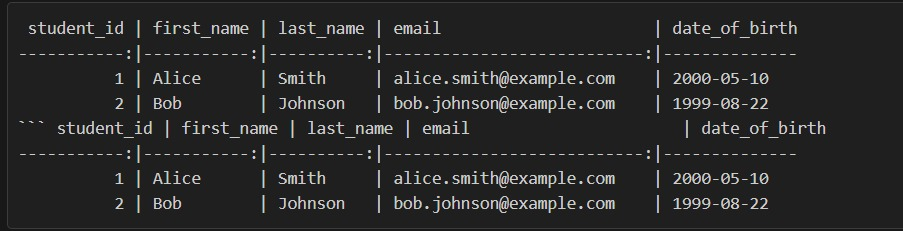 student_id | first_name | last_name | email                      | date_of_birth
-----------:|-----------:|----------:|--------------------------:|--------------
          1 | Alice      | Smith     | alice.smith@example.com    | 2000-05-10
          2 | Bob        | Johnson   | bob.johnson@example.com    | 1999-08-22
``` student_id | first_name | last_name | email                      | date_of_birth
-----------:|-----------:|----------:|--------------------------:|--------------
          1 | Alice      | Smith     | alice.smith@example.com    | 2000-05-10
          2 | Bob        | Johnson   | bob.johnson@example.com    | 1999-08-22